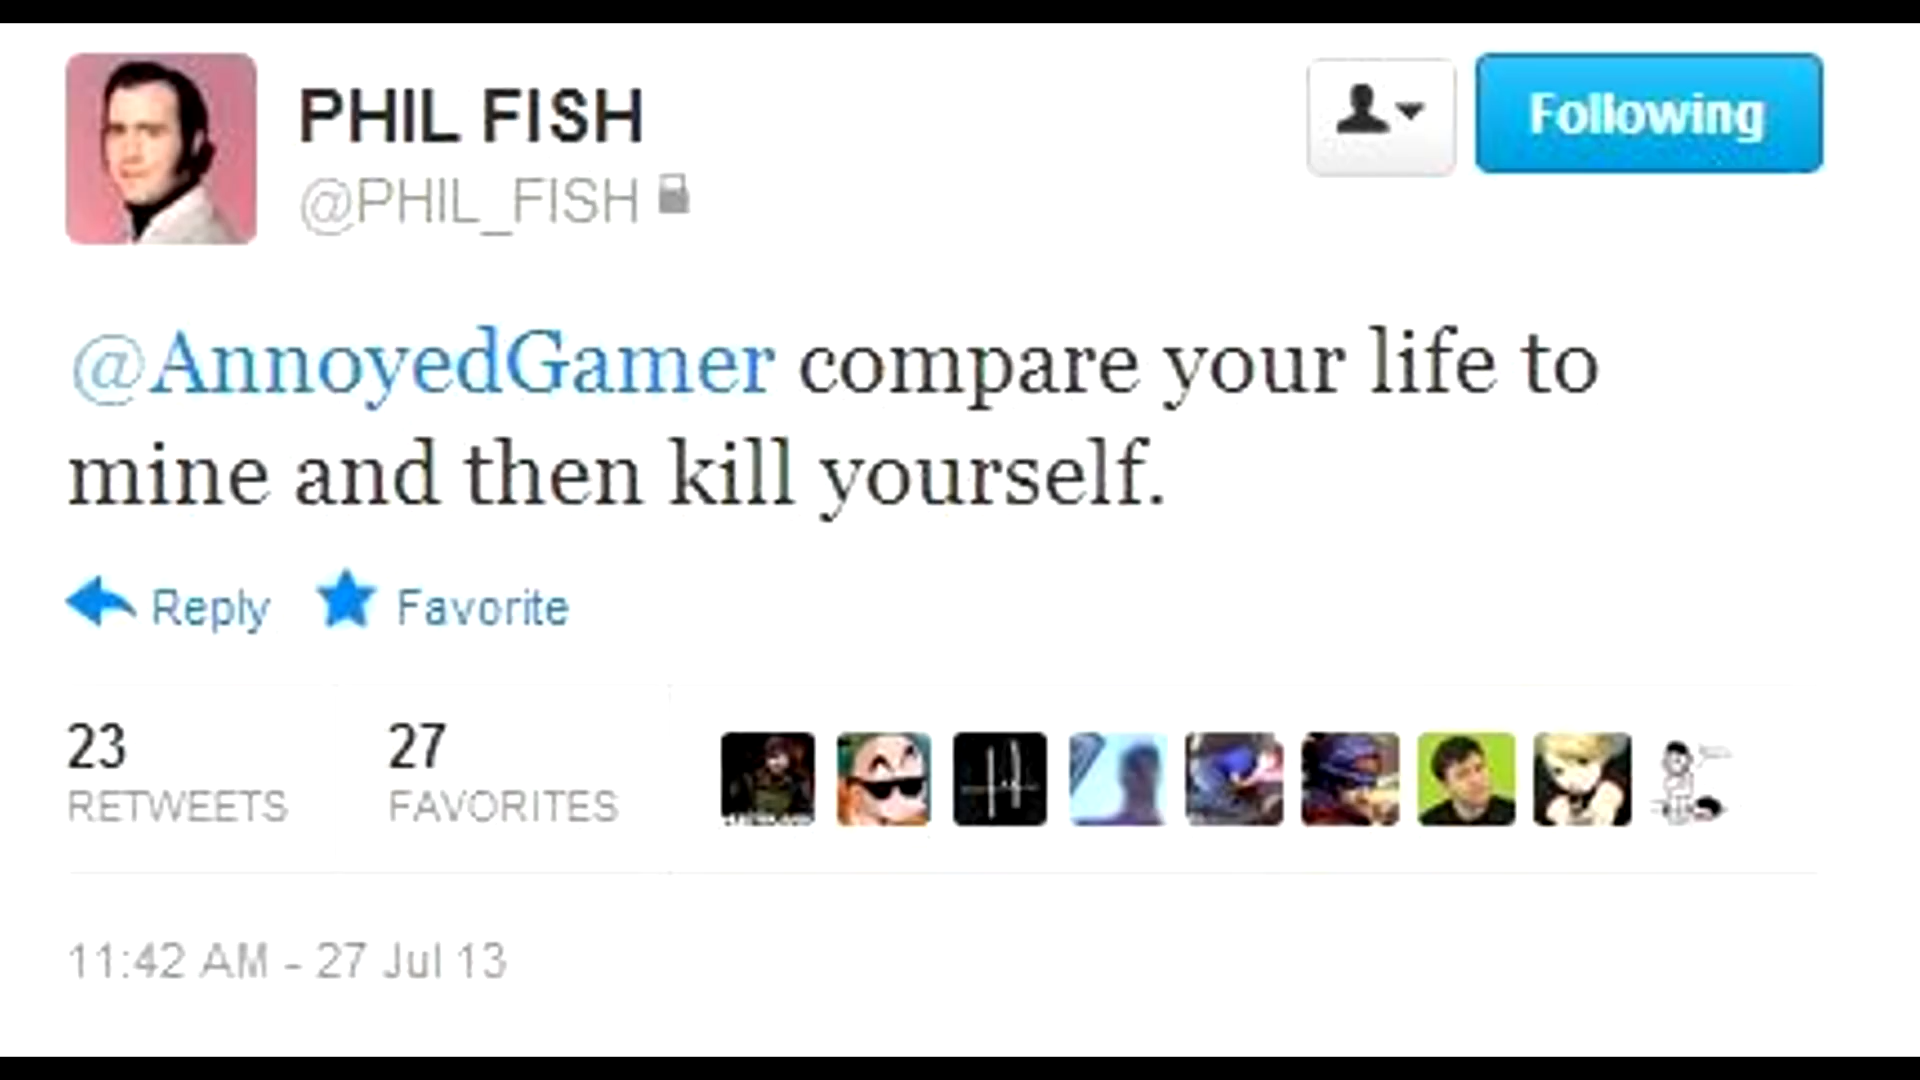 PHIL FISH
@PHIL_FISH
Following
@AnnoyedGamer compare your life to
mine and then kill yourself.
Reply Favorite
23 27
RETWEETS FAVORITES
11:42 AM - 27 Jul 13